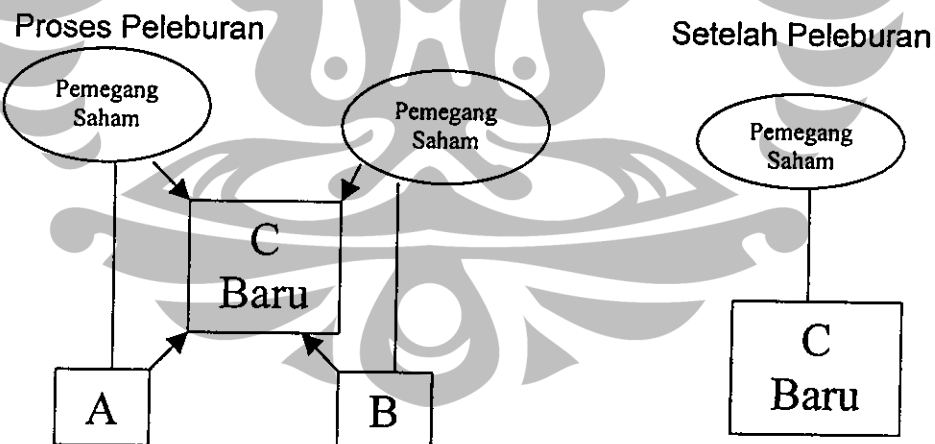 Proses Peleburan
Setelah Peleburan
Pemegang
Saham
Pemegang
Saham
Pemegang
Saham
C
Baru
A
B
C
Baru